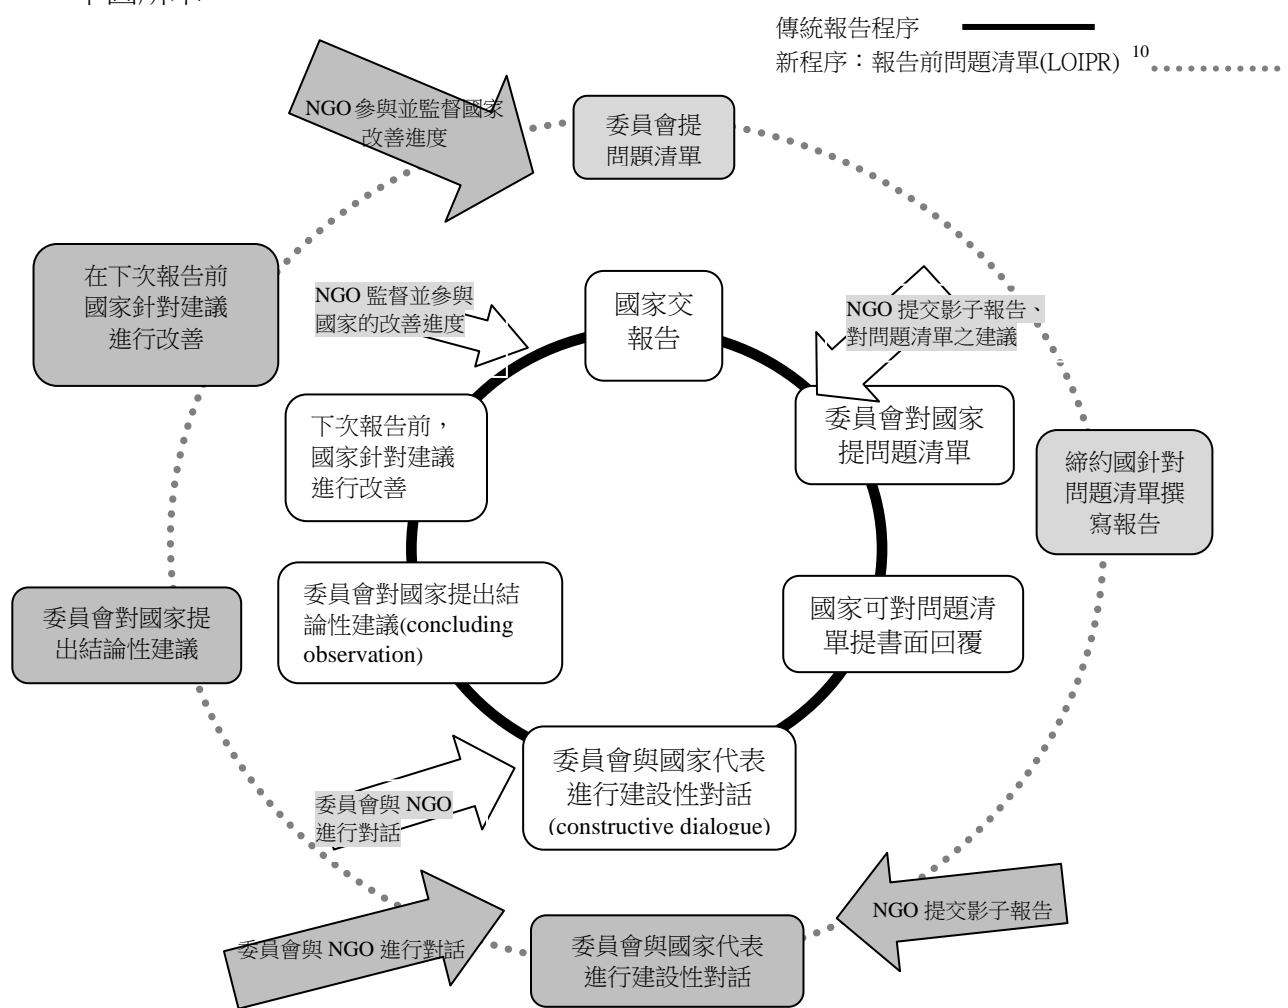 傳統報告程序
新程序：報告前問題清單(LOIPR) 10
NGO 參與並監督國家
改善進度
委員會提
問題清單
在下次報告前
國家針對建議
進行改善
NGO 監督並參與
國家的改善進度
國家交
報告
NGO 提交影子報告、
對問題清單之建議
下次報告前，
國家針對建議
進行改善
委員會對國家
提問題清單
締約國針對
問題清單撰
寫報告
委員會對國家提
出結論性建議
委員會對國家提出結
論性建議(concluding
observation)
國家可對問題清
單提書面回覆
委員會與 NGO
進行對話
委員會與國家代表
進行建設性對話
(constructive dialogue)
NGO 提交影子報告
委員會與 NGO 進行對話
委員會與國家代表
進行建設性對話